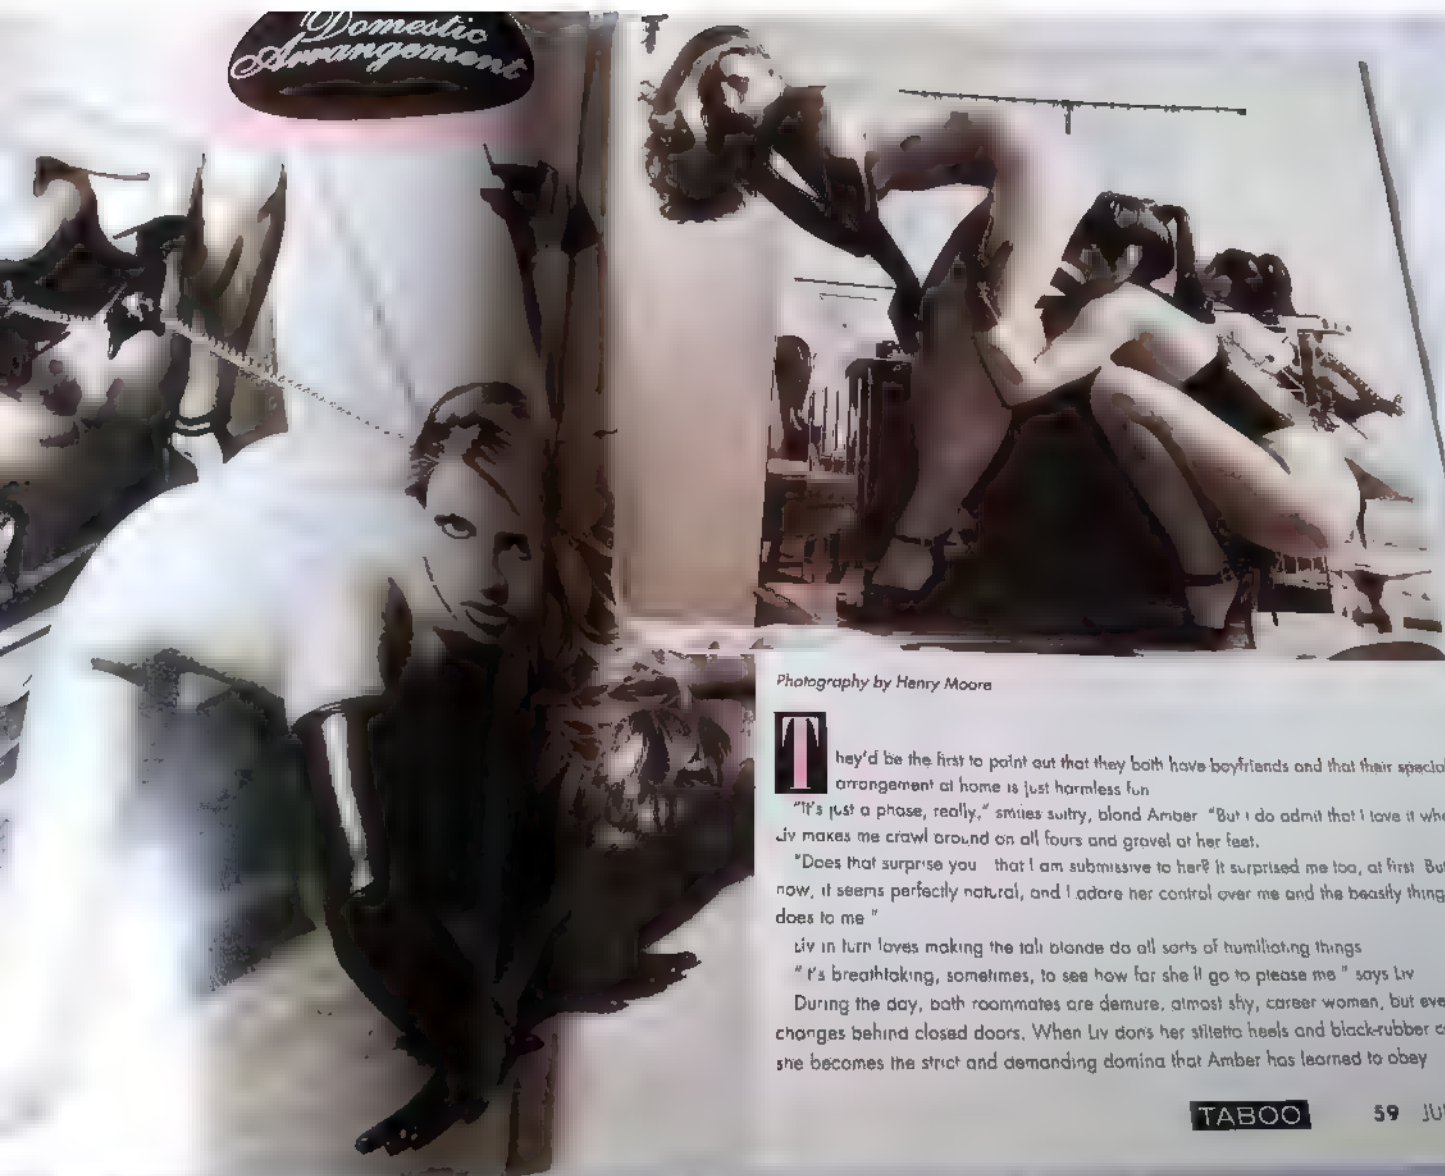 Domestic
Arrangement
Photography by Henry Moore
They'd be the first to point out that they both have boyfriends and that their special
arrangement at home is just harmless fun
"It's just a phase, really," smiles sultry, blond Amber "But I do admit that I love it
Liv makes me crawl around on all fours and grovel at her feet.
"Does that surprise you that I am submissive to her? It surprised me too, at first But
now, it seems perfectly natural, and I adore her control over me and the beastly thing
does to me"
Liv in turn loves making the tall blonde do all sorts of humiliating things
"It's breathtaking, sometimes, to see how far she'll go to please me" says Liv
During the day, both roommates are demure, almost shy, career women, but
changes behind closed doors. When Liv dons her stiletto heels and black-rubber
she becomes the strict and demanding domina that Amber has learned to obey
TABOO 59